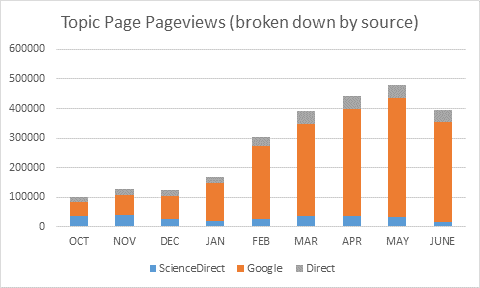 Topic Page Pageviews (broken down by source)
600000
500000
400000
300000
200000
100000
0
OCT NOV DEC JAN FEB MAR APR MAY JUNE
ScienceDirect Google Direct